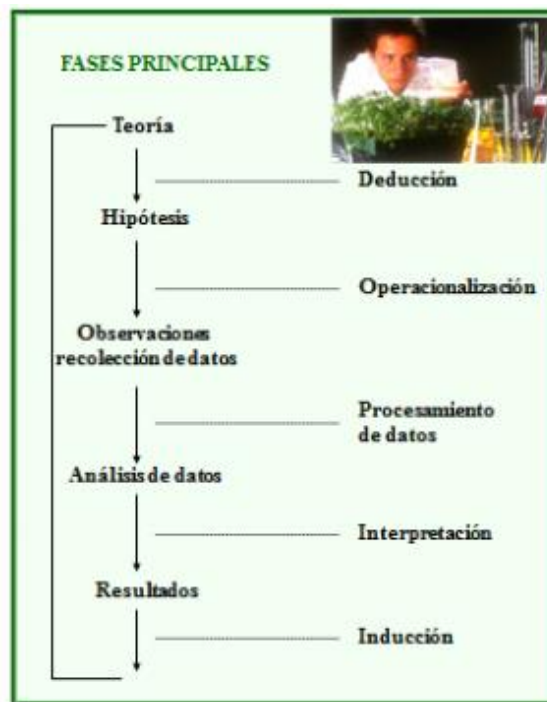 FASES PRINCIPALES
Teoría
Deducción
Hipótesis
Operacionalización
Observaciones
recolección de datos
Procesamiento
de datos
Análisis de datos
Interpretación
Resultados
Inducción